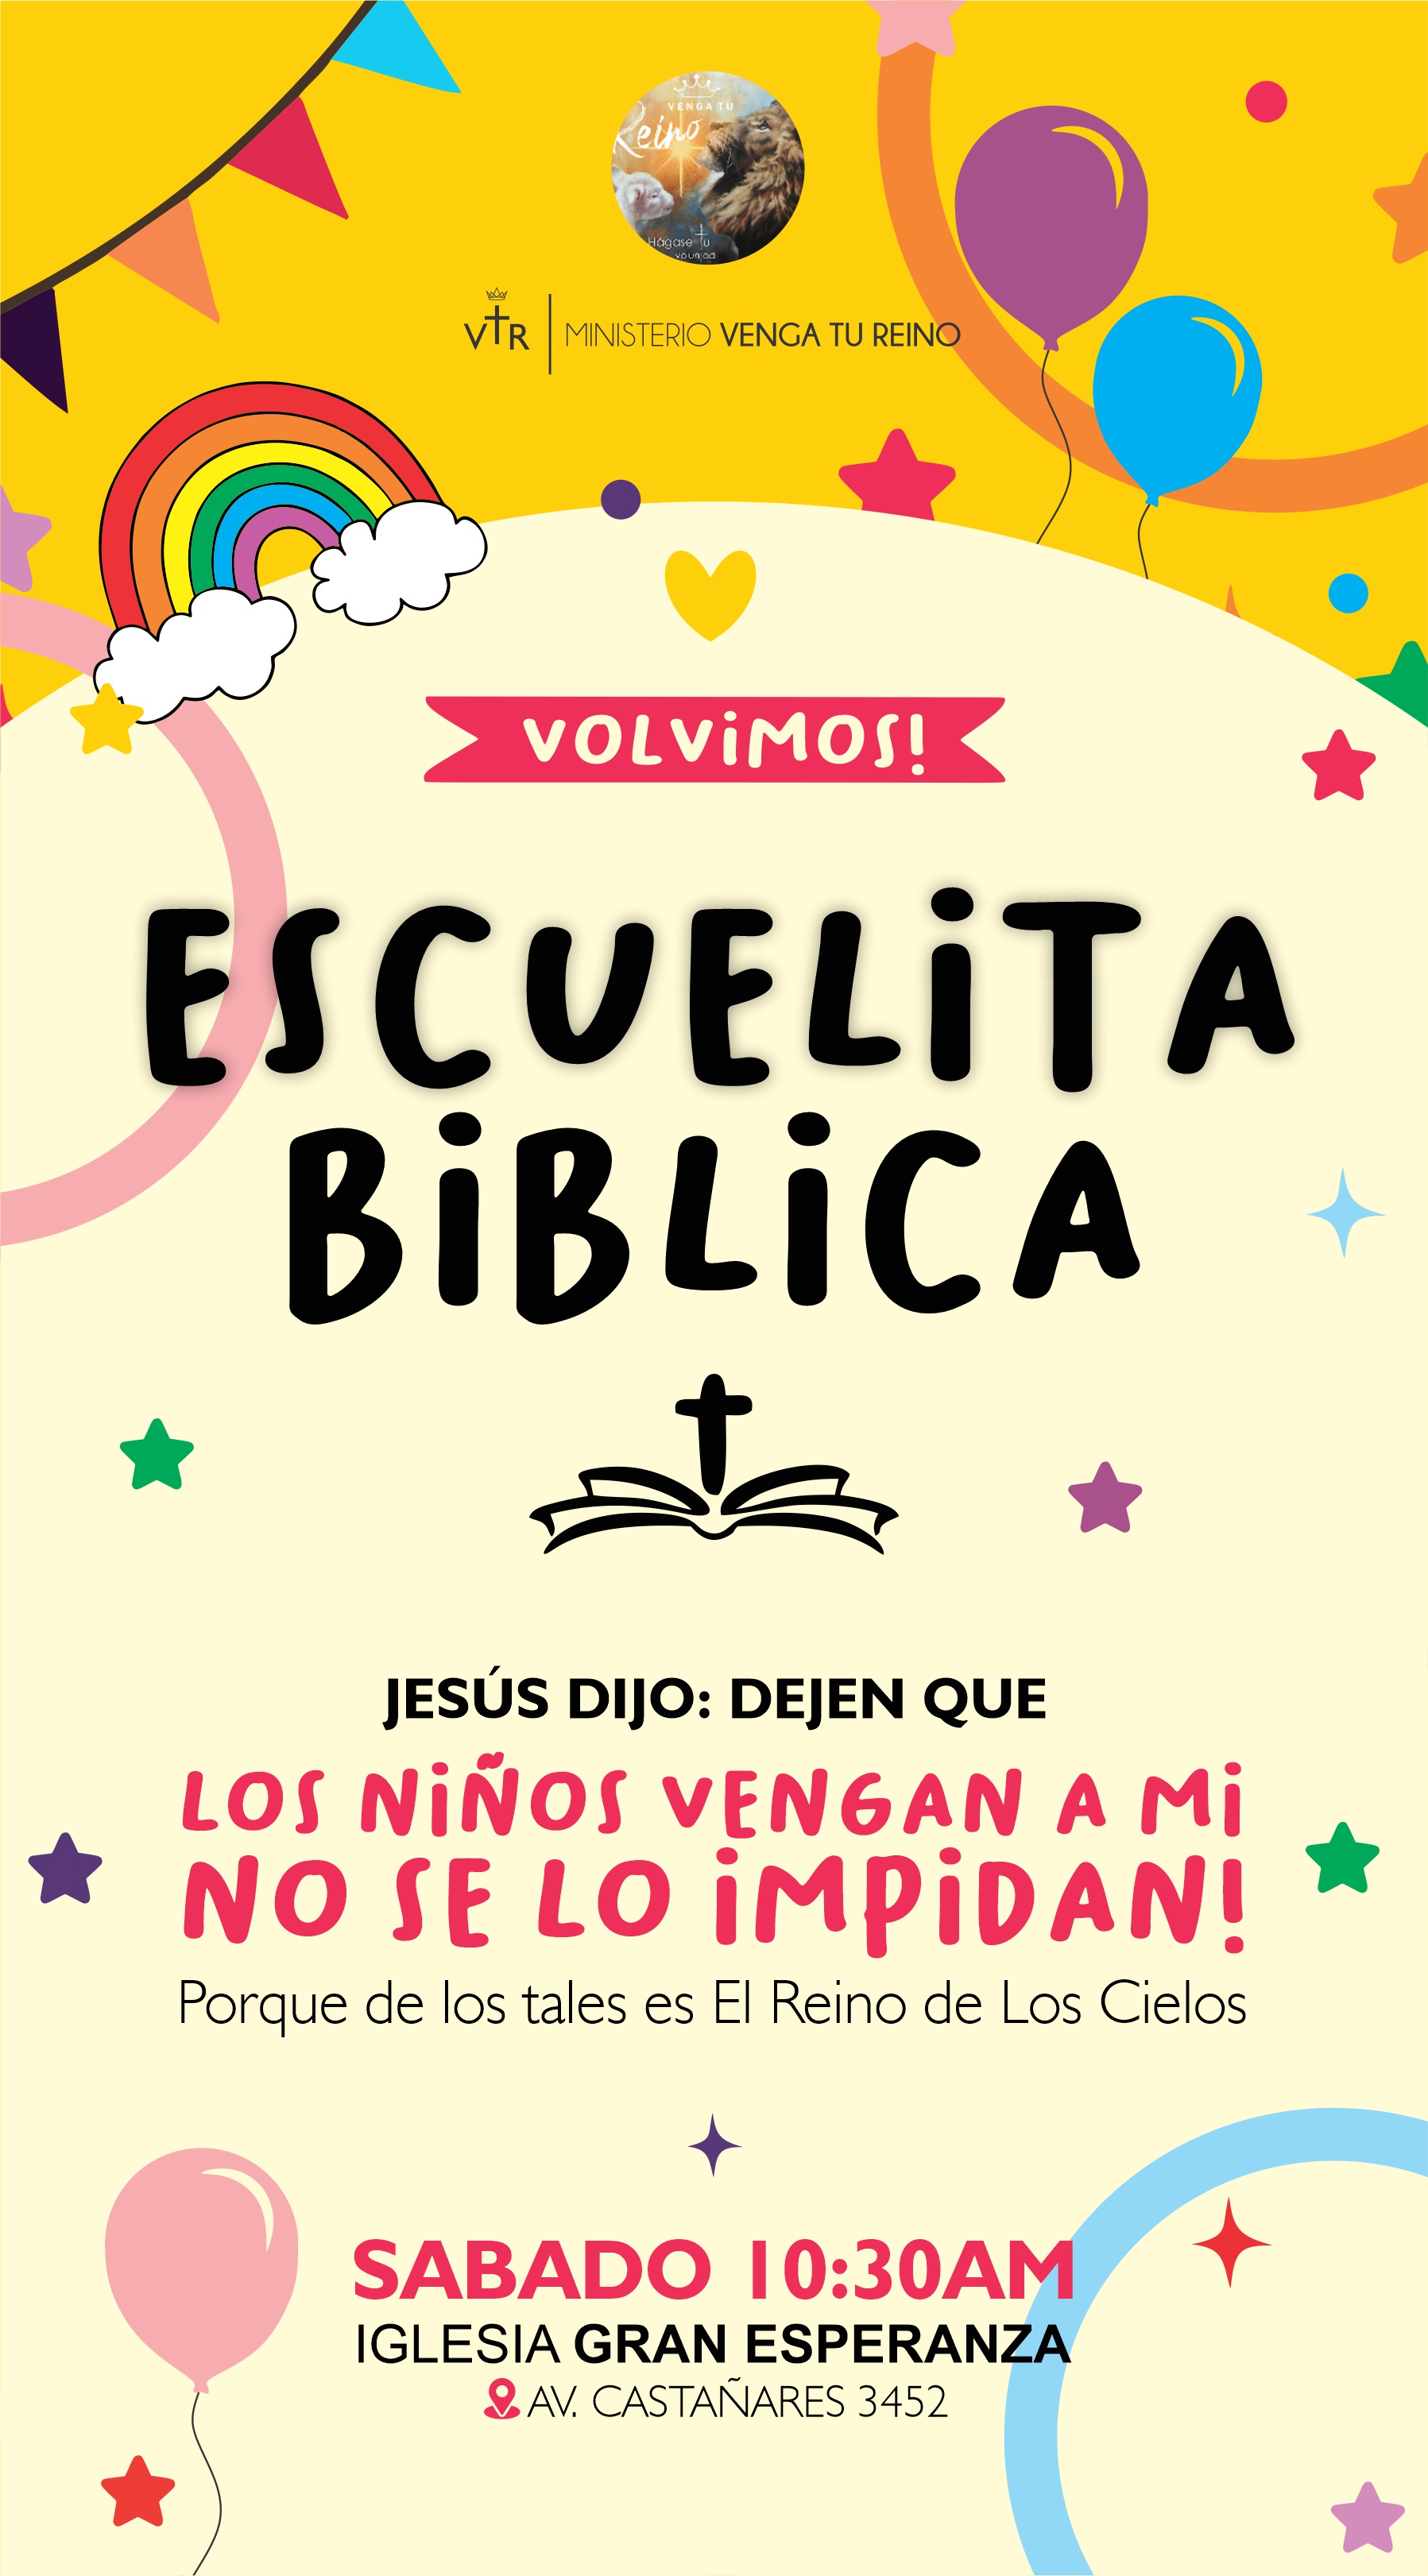 VENGA TU
Reino
Hágase tu
voluntad
VTR
MINISTERIO VENGA TU REINO
VOLViMOS!
ESCUELiTA
BiBLiCA
JESÚS DIJO: DEJEN QUE
LOS NiÑOS VENGAN A Mi
NO SE LO iMPiDAN!
Porque de los tales es El Reino de Los Cielos
SABADO 10:30AM
IGLESIA GRAN ESPERANZA
AV. CASTAÑARES 3452